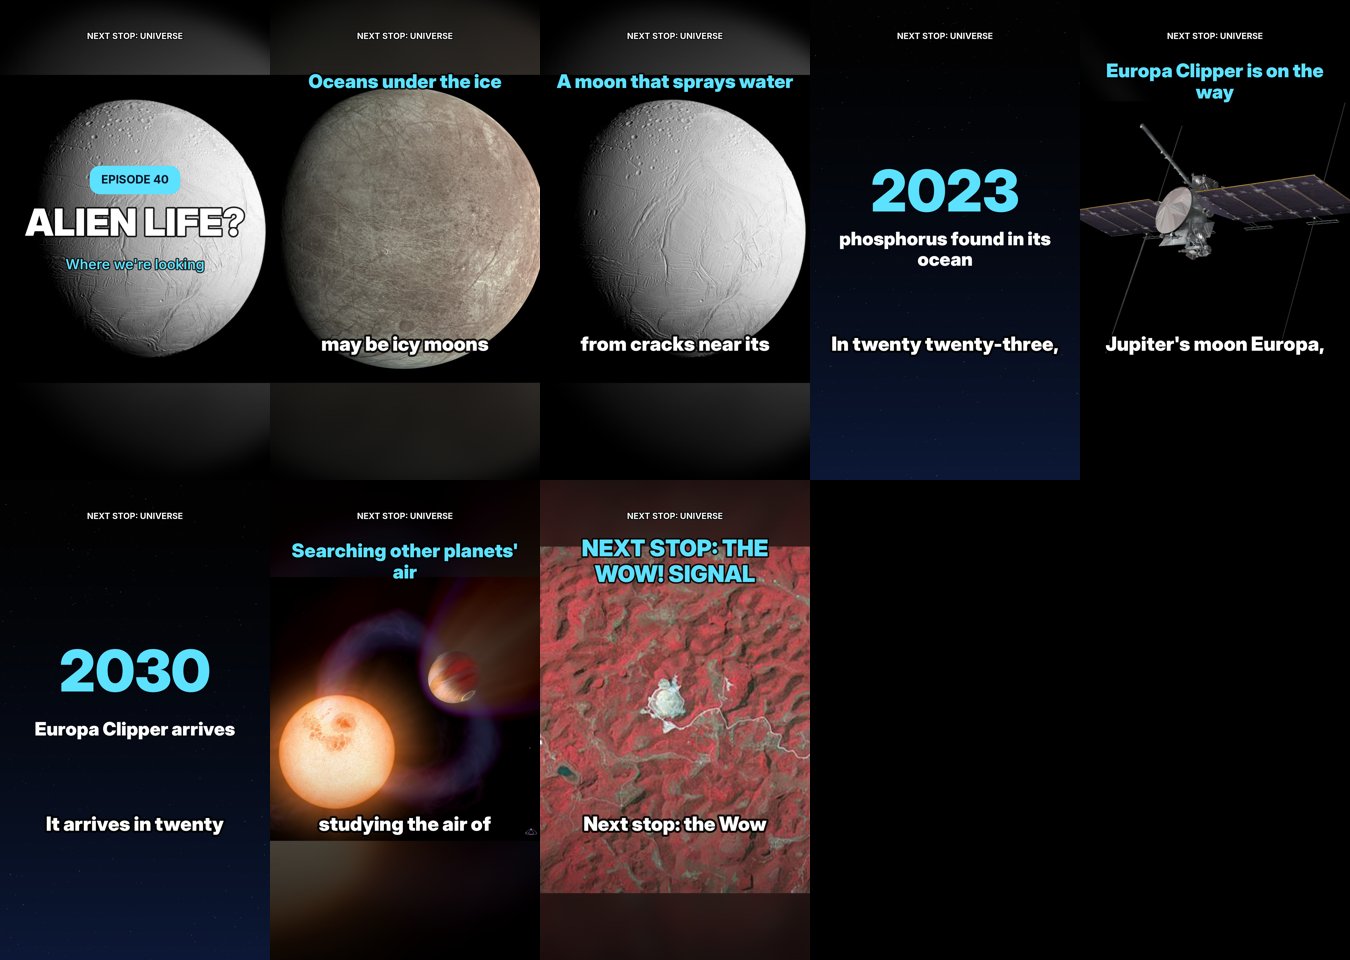 NEXT STOP: UNIVERSE
EPISODE 40
ALIEN LIFE?
Where we're looking
NEXT STOP: UNIVERSE
Oceans under the ice
may be icy moons
NEXT STOP: UNIVERSE
A moon that sprays water
from cracks near its
NEXT STOP: UNIVERSE
2023
phosphorus found in its
ocean
In twenty twenty-three,
NEXT STOP: UNIVERSE
Europa Clipper is on the
way
Jupiter's moon Europa,
NEXT STOP: UNIVERSE
2030
Europa Clipper arrives
It arrives in twenty
NEXT STOP: UNIVERSE
Searching other planets'
air
studying the air of
NEXT STOP: UNIVERSE
NEXT STOP: THE
WOW! SIGNAL
Next stop: the Wow